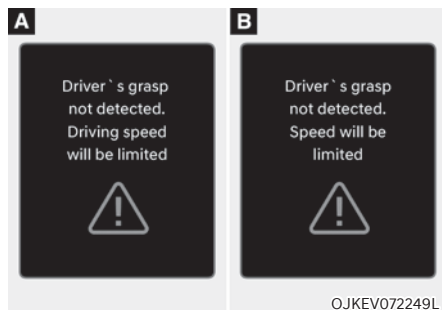 A
Driver`s grasp
not detected.
Driving speed
will be limited
B
Driver`s grasp
not detected.
Speed will be
limited
OJKEV072249L